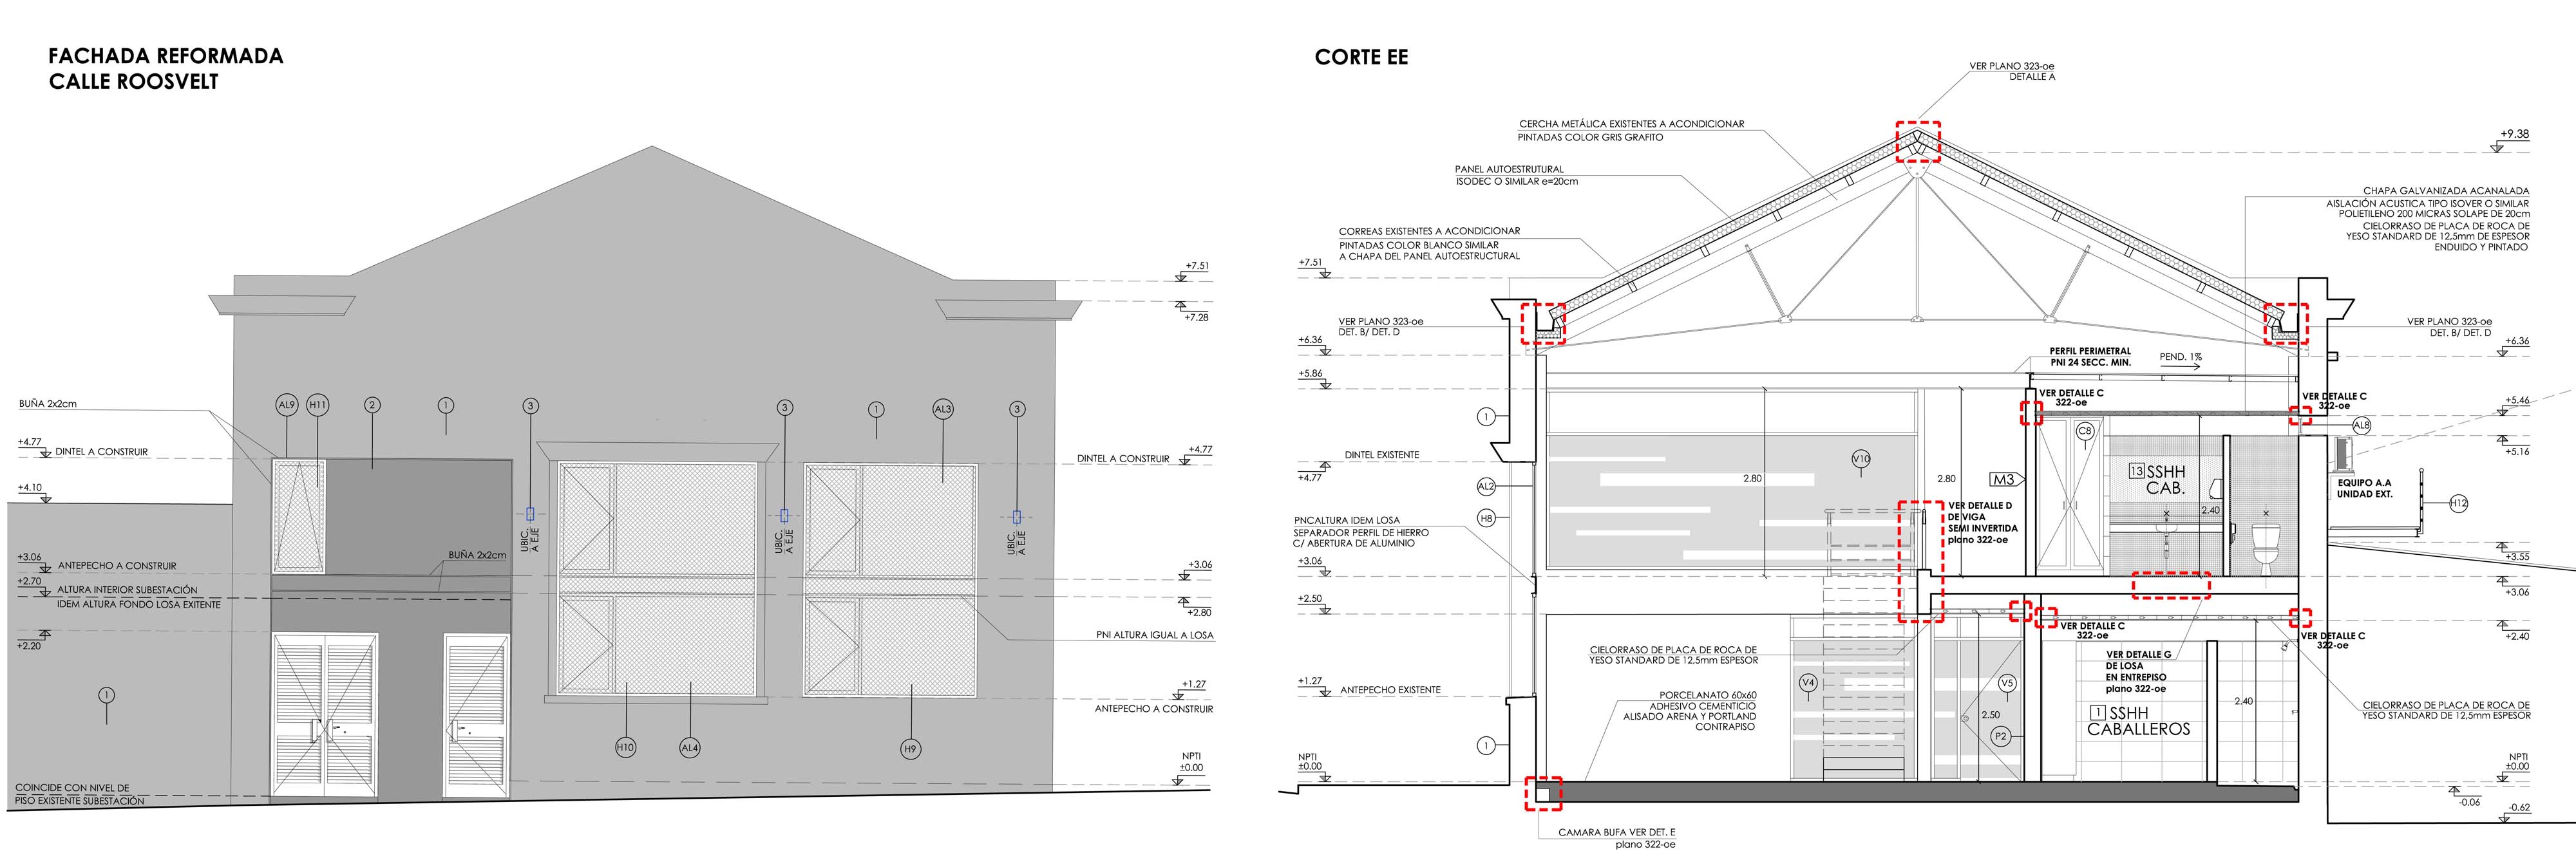 FACHADA REFORMADA
CALLE ROOSVELT
BUÑA 2x2cm
AL9
H11
2
1
3
3
1
AL3
3
+7.51
+7.28
+4.77
DINTEL A CONSTRUIR
DINTEL A CONSTRUIR
+4.77
+4.10
UBIC.
A EJE
UBIC.
A EJE
UBIC.
A EJE
BUÑA 2x2cm
+3.06
ANTEPECHO A CONSTRUIR
+3.06
+2.70
ALTURA INTERIOR SUBESTACIÓN
IDEM ALTURA FONDO LOSA EXITENTE
+2.80
PNI ALTURA IGUAL A LOSA
+2.20
1
+1.27
ANTEPECHO A CONSTRUIR
H10
AL4
H9
NPTI
±0.00
COINCIDE CON NIVEL DE
PISO EXISTENTE SUBESTACIÓN
CORTE EE
VER PLANO 323-oe
DETALLE A
CERCHA METÁLICA EXISTENTES A ACONDICIONAR
PINTADAS COLOR GRIS GRAFITO
+9.38
PANEL AUTOESTRUTURAL
ISODEC O SIMILAR e=20cm
CHAPA GALVANIZADA ACANALADA
AISLACIÓN ACUSTICA TIPO ISOVER O SIMILAR
POLIETILENO 200 MICRAS SOLAPE DE 20cm
CIELORRASO DE PLACA DE ROCA DE
YESO STANDARD DE 12,5mm DE ESPESOR
ENDUIDO Y PINTADO
CORREAS EXISTENTES A ACONDICIONAR
PINTADAS COLOR BLANCO SIMILAR
A CHAPA DEL PANEL AUTOESTRUCTURAL
+7.51
VER PLANO 323-oe
DET. B/ DET. D
VER PLANO 323-oe
DET. B/ DET. D
+6.36
+6.36
+5.86
PERFIL PERIMETRAL
PNI 24 SECC. MIN.
PEND. 1%
VER DETALLE C
322-oe
VER DETALLE C
322-oe
+5.46
1
AL8
C8
DINTEL EXISTENTE
+4.77
+5.16
V10
2.80
2.80
M3
13
SSHH
CAB.
AL2
EQUIPO A.A
UNIDAD EXT.
H12
H8
2.40
VER DETALLE D
DE VIGA
SEMI INVERTIDA
plano 322-oe
PNCALTURA IDEM LOSA
SEPARADOR PERFIL DE HIERRO
C/ ABERTURA DE ALUMINIO
+3.55
+3.06
+3.06
+2.50
VER DETALLE C
322-oe
VER DETALLE C
322-oe
+2.40
CIELORRASO DE PLACA DE ROCA DE
YESO STANDARD DE 12,5mm ESPESOR
VER DETALLE G
DE LOSA
EN ENTREPISO
plano 322-oe
+1.27
ANTEPECHO EXISTENTE
V4
V5
PORCELANATO 60x60
ADHESIVO CEMENTICIO
ALISADO ARENA Y PORTLAND
CONTRAPISO
2.50
P2
1
SSHH
CABALLEROS
2.40
CIELORRASO DE PLACA DE ROCA DE
YESO STANDARD DE 12,5mm ESPESOR
1
NPTI
±0.00
NPTI
±0.00
-0.06
-0.62
CAMARA BUFA VER DET. E
plano 322-oe